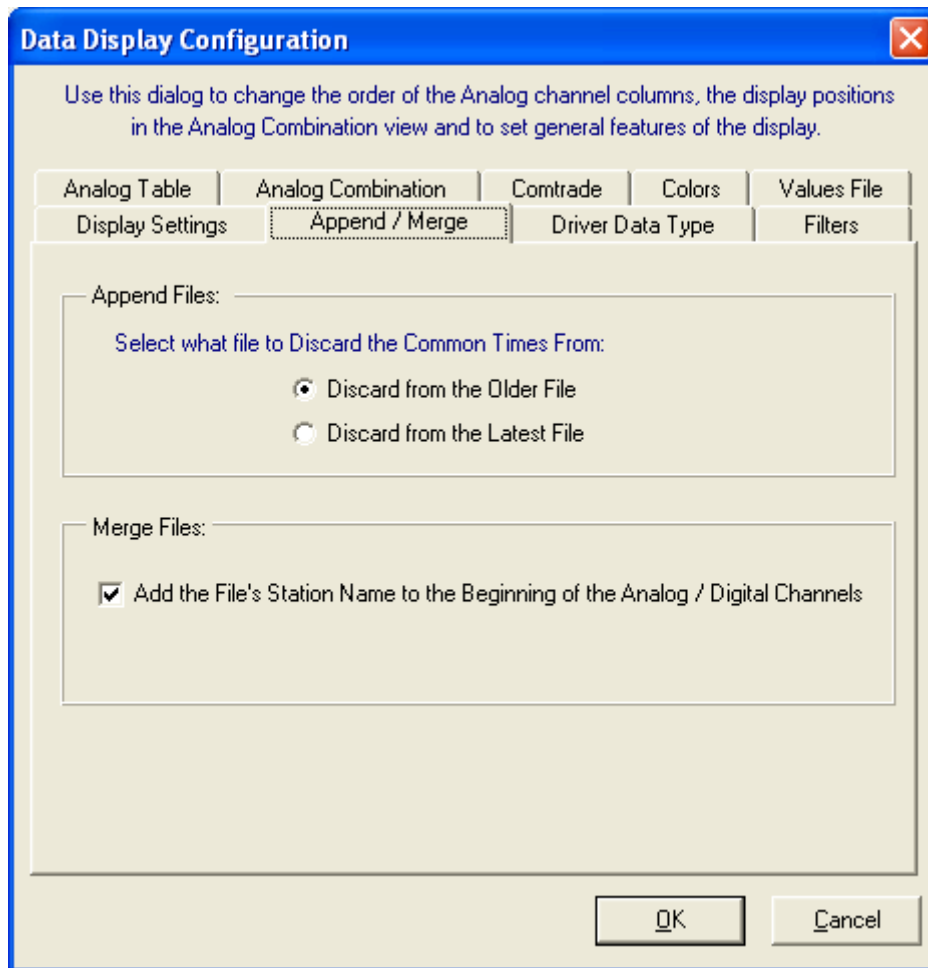 Data Display Configuration
Use this dialog to change the order of the Analog channel columns, the display positions
in the Analog Combination view and to set general features of the display.
Analog Table Analog Combination Comtrade Colors Values File
Display Settings Append / Merge Driver Data Type Filters
Append Files:
Select what file to Discard the Common Times From:
Discard from the Older File
Discard from the Latest File
Merge Files:
Add the File's Station Name to the Beginning of the Analog / Digital Channels
OK Cancel